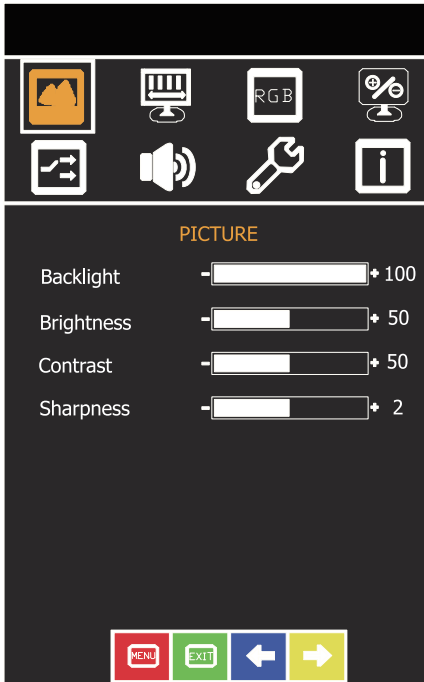 RGB
i
PICTURE
Backlight - + 100
Brightness - + 50
Contrast - + 50
Sharpness - + 2
MENU EXIT